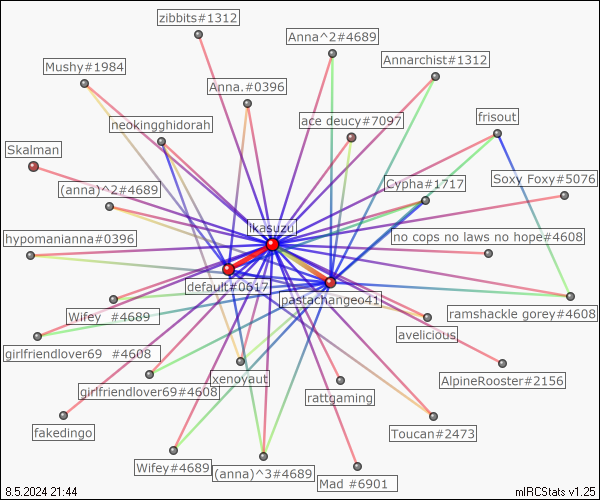 zibbits#1312
Anna^2#4689
Annarchist#1312
Mushy#1984
Anna.#0396
neokingghidorah
ace deucy#7097
frisout
Skalman
(anna)^2#4689
Cypha#1717
Soxy Foxy#5076
ikasuzu
hypomanianna#0396
no cops no laws no hope#4608
default#0617
pastachangeo41
Wifey  #4689
ramshackle gorey#4608
avelicious
girlfriendlover69  #4608
xenoyaut
AlpineRooster#2156
girlfriendlover69#4608
rattgaming
fakedingo
Toucan#2473
Wifey#4689
(anna)^3#4689
Mad #6901
8.5.2024 21:44
mIRCStats v1.25